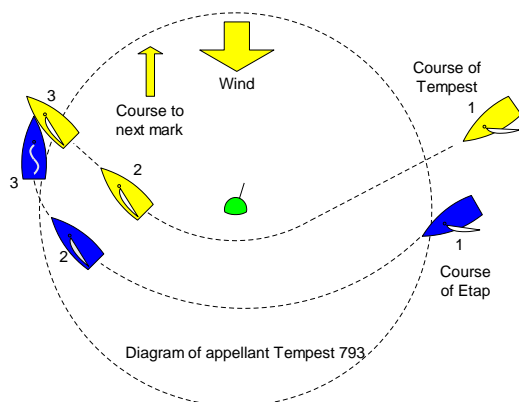 Wind
Course to
next mark
Course of
Tempest
1
3
2
3
2
1
Course
of Etap
Diagram of appellant Tempest 793